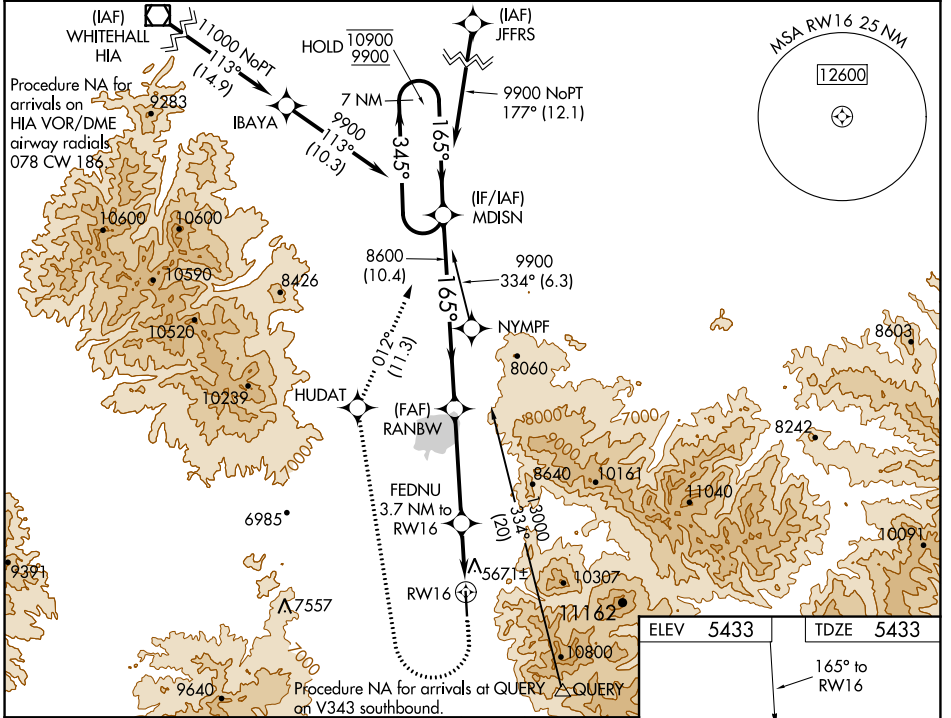 (IAF)
WHITEHALL
HIA
11000 NoPT
113°
(14.9)
Procedure NA for
arrivals on
HIA VOR/DME
airway radials
078 CW 186.
9283
IBAYA
9900
113°
(10.3)
HOLD 10900
9900
7 NM
345°
165°
(IAF)
JFFRS
9900 NoPT
177° (12.1)
MSA RW16 25 NM
12600
(IF/IAF)
MDISN
8600
(10.4)
165°
9900
334° (6.3)
NYMPF
10600
10600
10590
8426
10520
10239
7000
012°
(11.3)
HUDAT
(FAF)
RANBW
8060
8000
7000
9000
8603
8242
8640
10161
11040
10091
FEDNU
3.7 NM to
RW16
13000
334°
(20)
6985
9391
7557
7000
5671±
RW16
10307
11162
10800
QUERY
9640
Procedure NA for arrivals at QUERY
on V343 southbound.
ELEV 5433
TDZE 5433
165° to
RW16